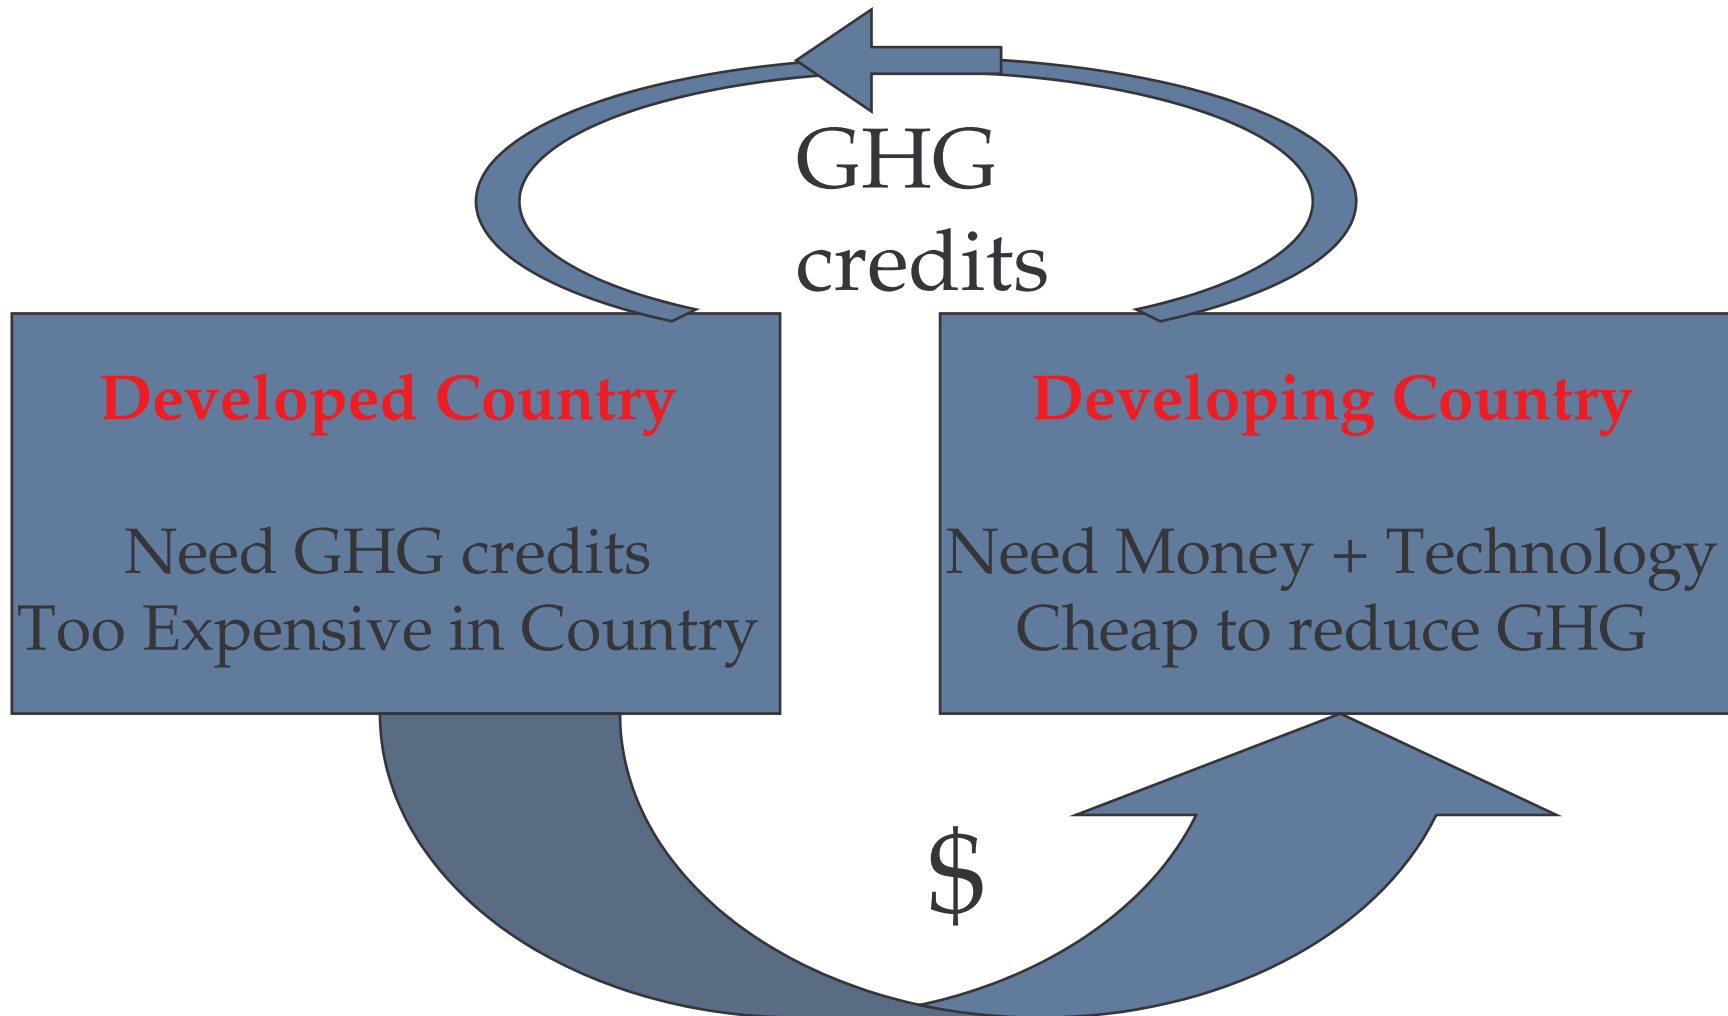 GHG
credits
Developed Country
Need GHG credits
Too Expensive in Country
Developing Country
Need Money + Technology
Cheap to reduce GHG
$